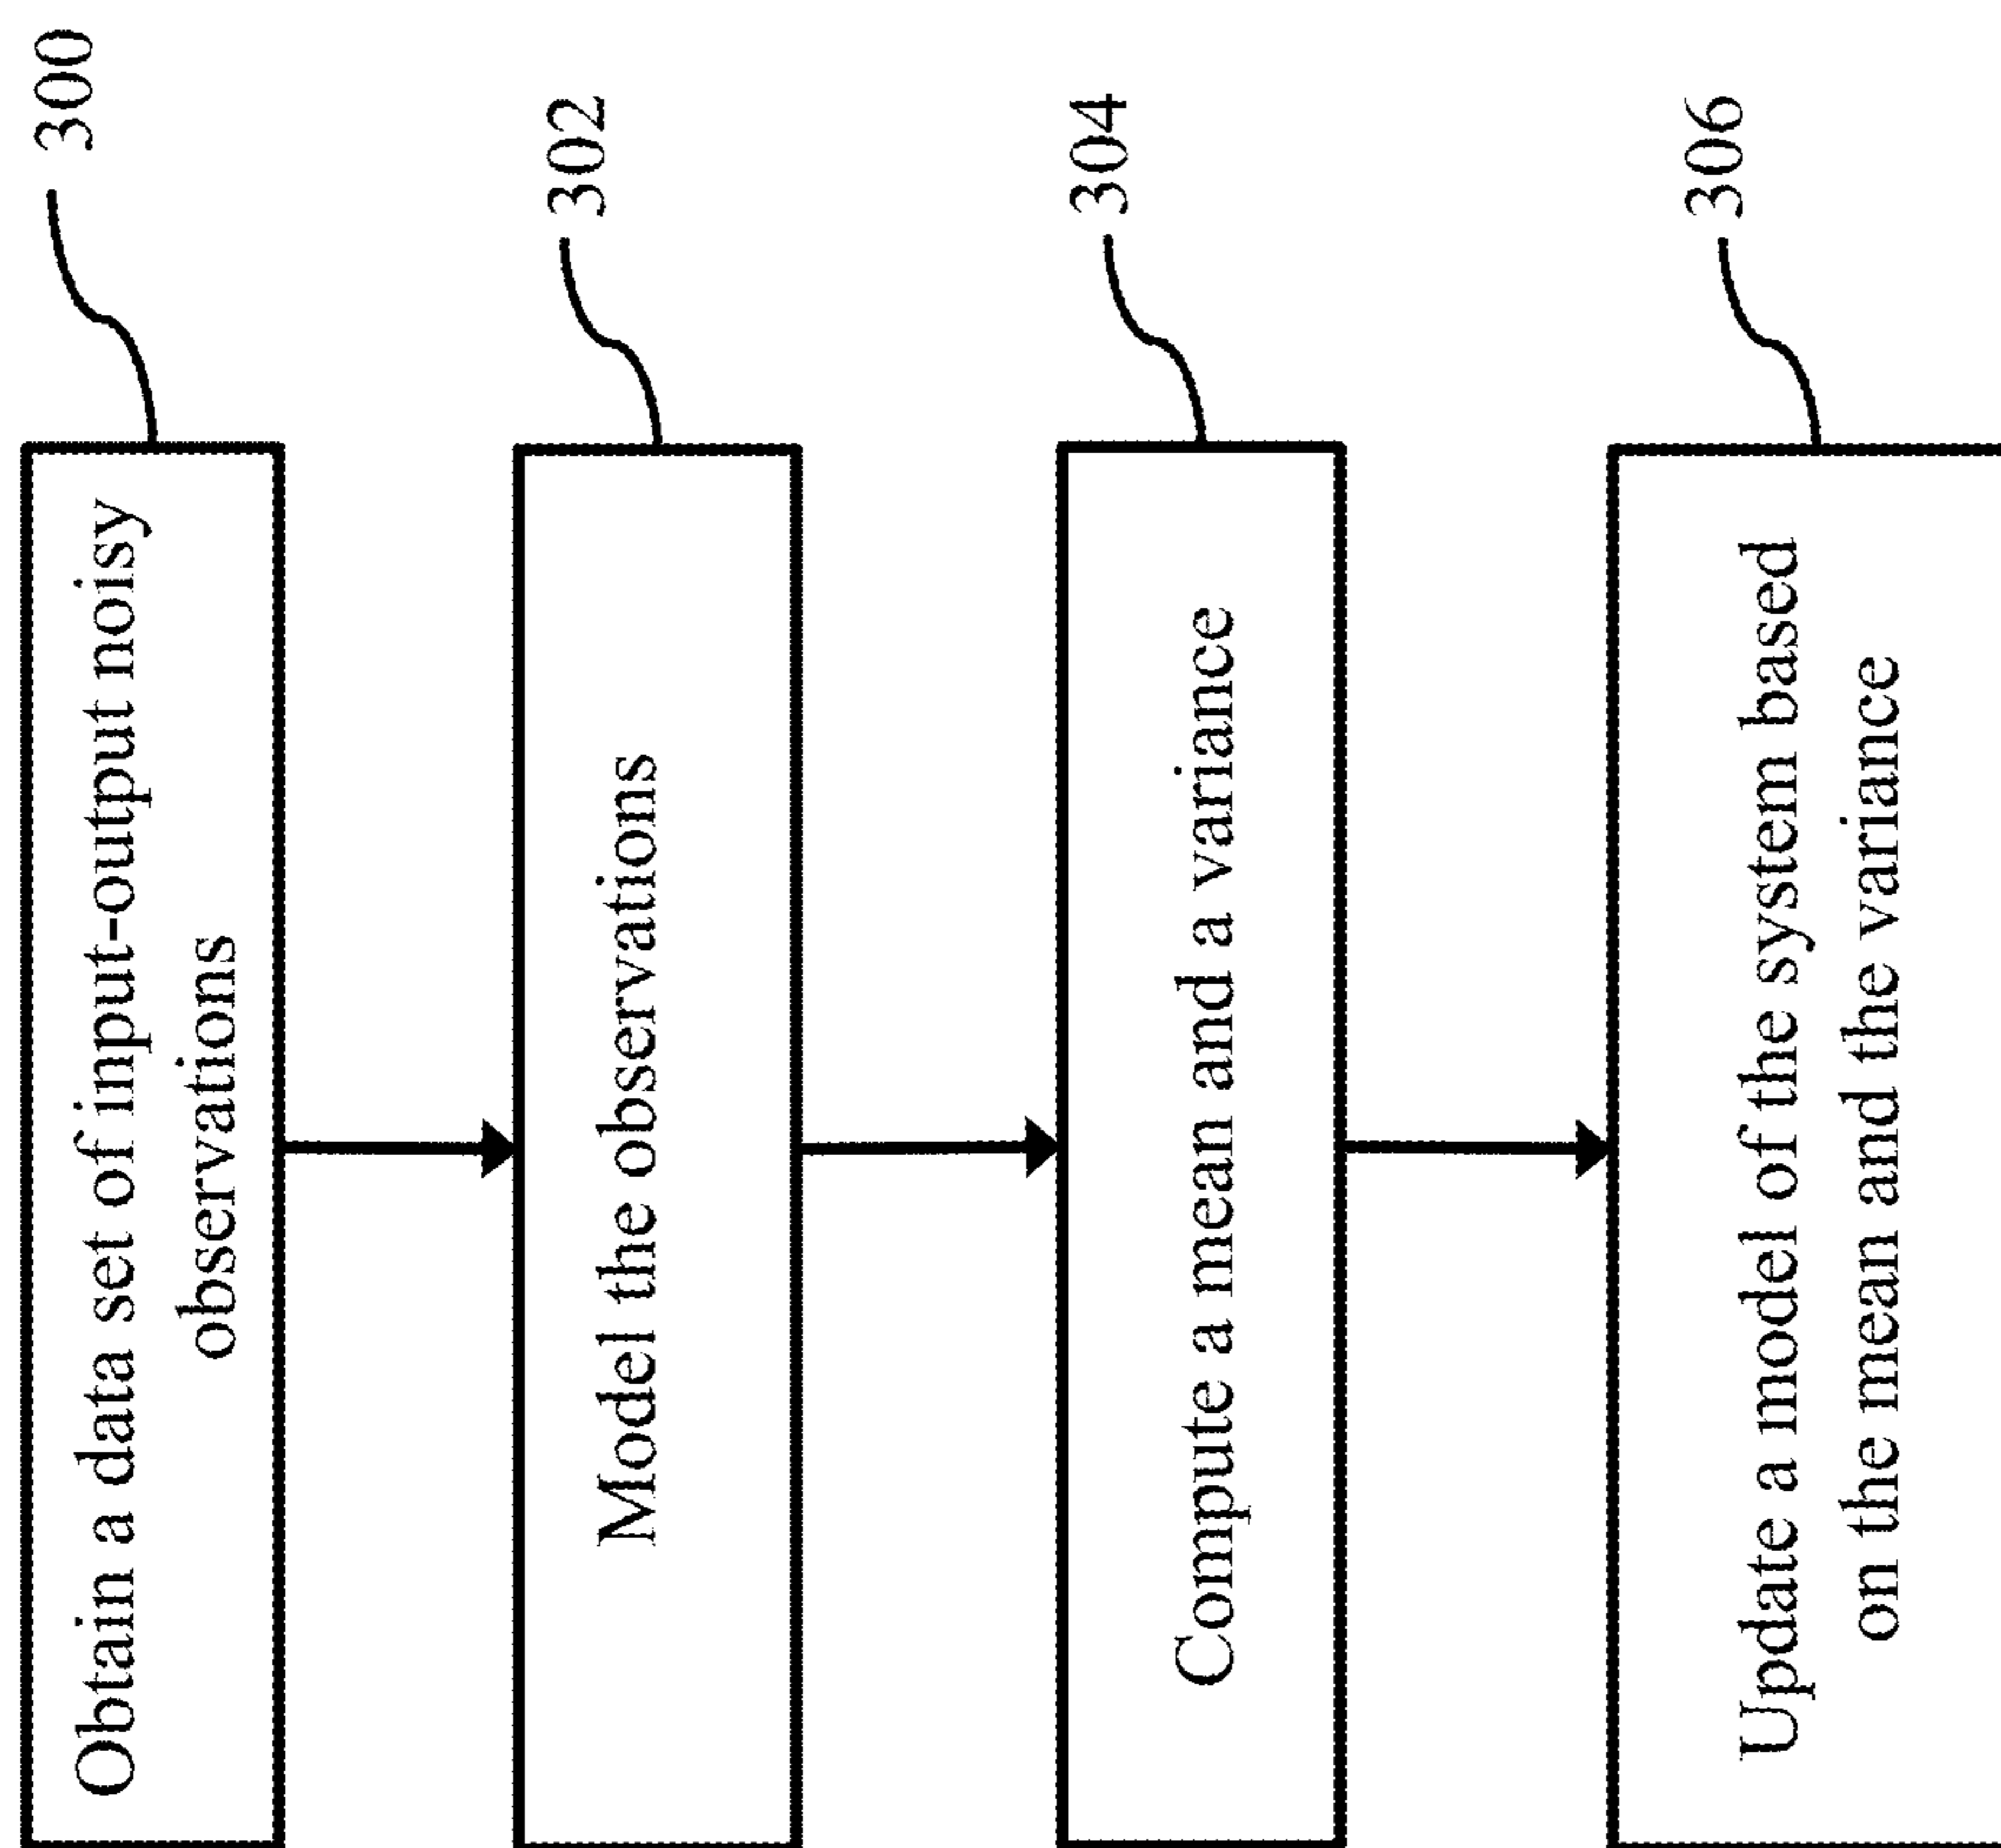 Obtain a data set of input-output noisy
observations
300
Model the observations
302
Compute a mean and a variance
304
Update a model of the system based
on the mean and the variance
306